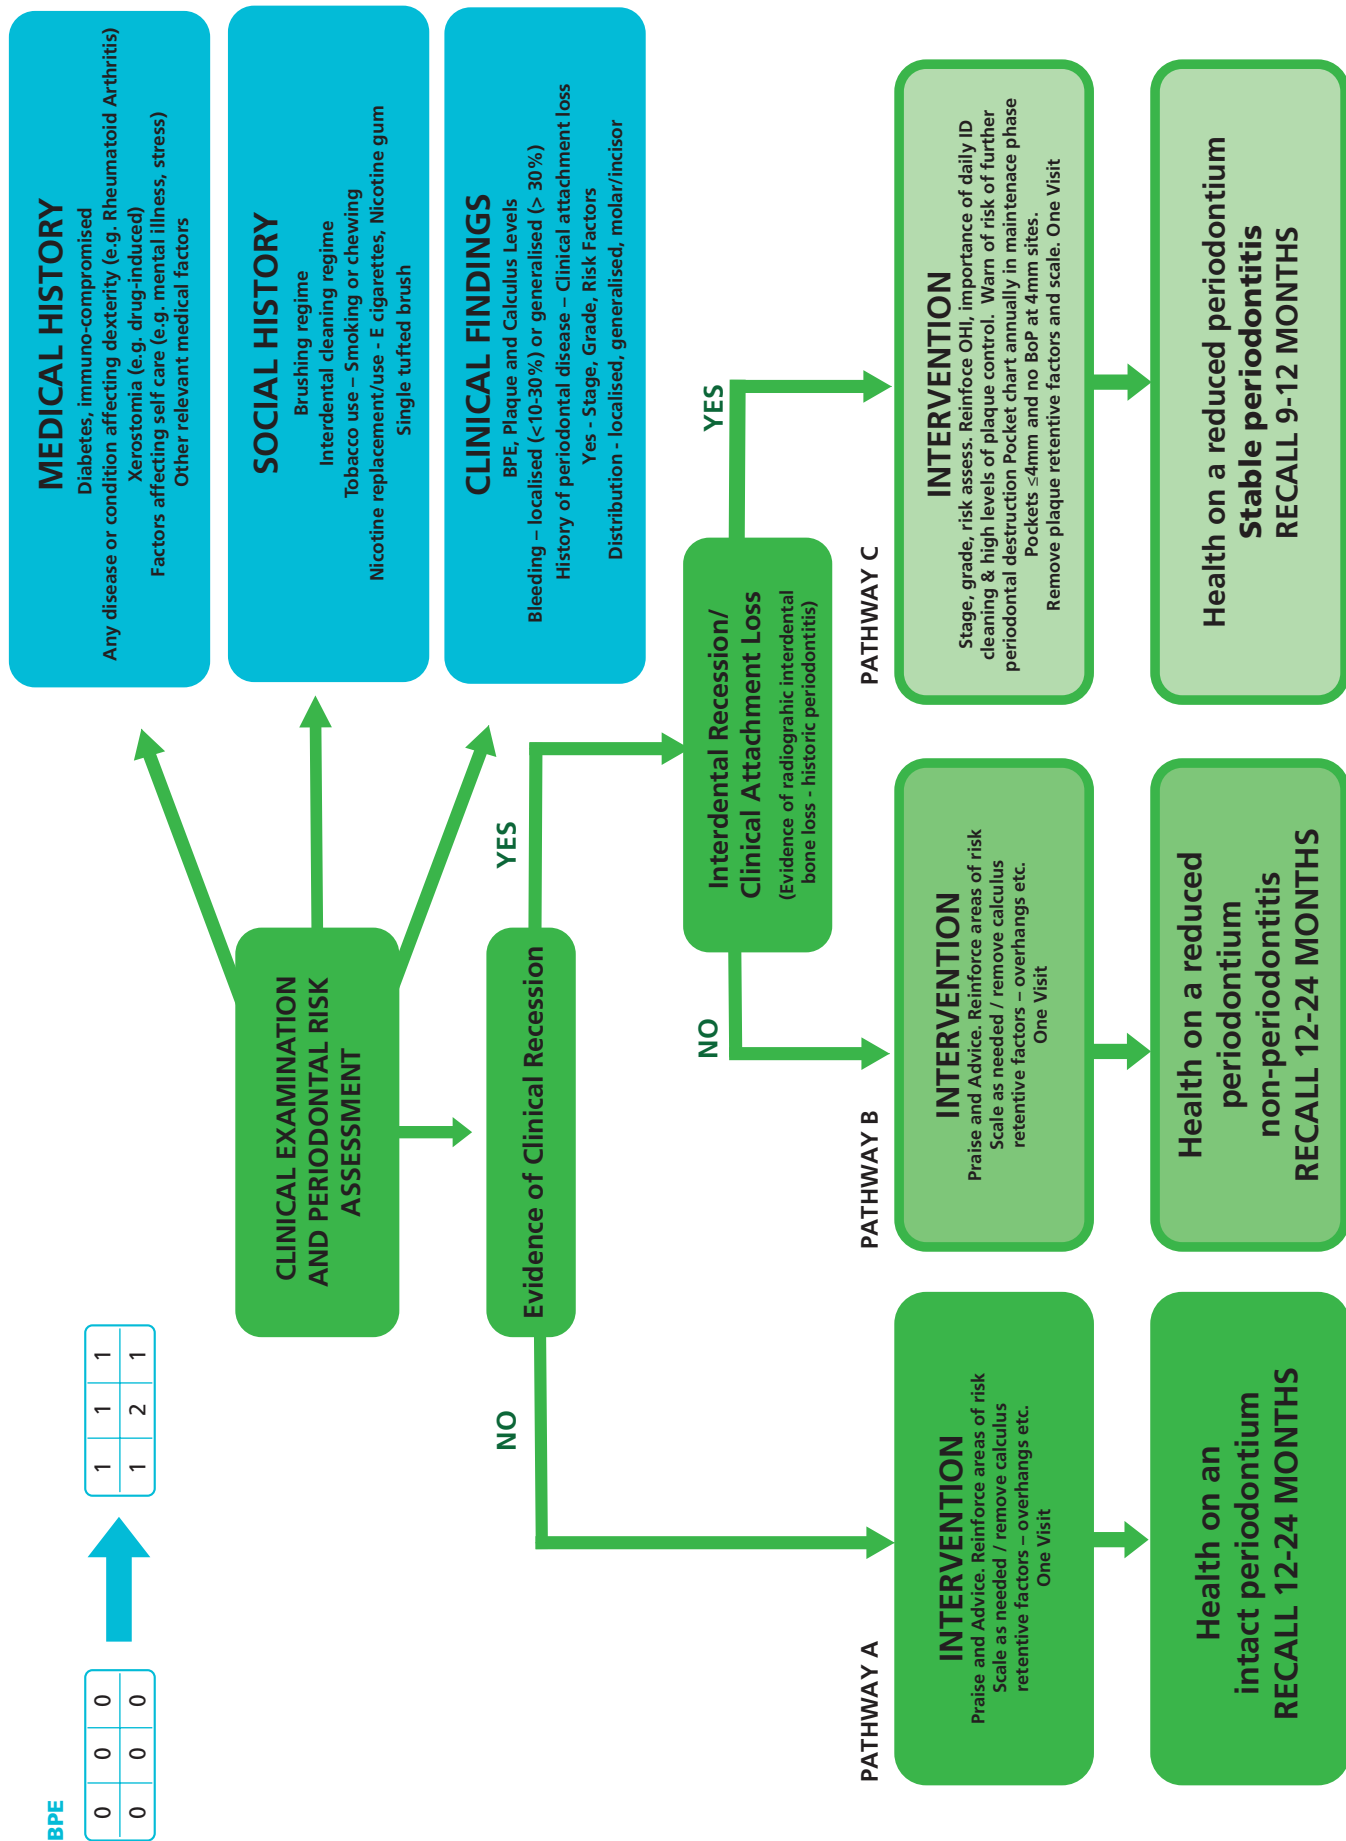 BPE
0 0 0
0 0 0
1 1 1
1 2 1
CLINICAL EXAMINATION
AND PERIODONTAL RISK
ASSESSMENT
MEDICAL HISTORY
Diabetes, immuno-compromised
Any disease or condition affecting dexterity (e.g. Rheumatoid Arthritis)
Xerostomia (e.g. drug-induced)
Factors affecting self care (e.g. mental illness, stress)
Other relevant medical factors
SOCIAL HISTORY
Brushing regime
Interdental cleaning regime
Tobacco use – Smoking or chewing
Nicotine replacement/use - E cigarettes, Nicotine gum
Single tufted brush
CLINICAL FINDINGS
BPE, Plaque and Calculus Levels
Bleeding – localised (<10-30%) or generalised (> 30%)
History of periodontal disease – Clinical attachment loss
Yes - Stage, Grade, Risk Factors
Distribution - localised, generalised, molar/incisor
Evidence of Clinical Recession
NO
YES
Interdental Recession/
Clinical Attachment Loss
(Evidence of radiograhic interdental
bone loss - historic periodontitis)
NO
YES
PATHWAY A
INTERVENTION
Praise and Advice. Reinforce areas of risk
Scale as needed / remove calculus
retentive factors – overhangs etc.
One Visit
Health on an
intact periodontium
RECALL 12-24 MONTHS
PATHWAY B
INTERVENTION
Praise and Advice. Reinforce areas of risk
Scale as needed / remove calculus
retentive factors – overhangs etc.
One Visit
Health on a reduced
periodontium
non-periodontitis
RECALL 12-24 MONTHS
PATHWAY C
INTERVENTION
Stage, grade, risk assess. Reinfoce OHI, importance of daily ID
cleaning & high levels of plaque control. Warn of risk of further
periodontal destruction Pocket chart annually in maintenace phase
Pockets ≤4mm and no BoP at 4mm sites.
Remove plaque retentive factors and scale. One Visit
Health on a reduced periodontium
Stable periodontitis
RECALL 9-12 MONTHS